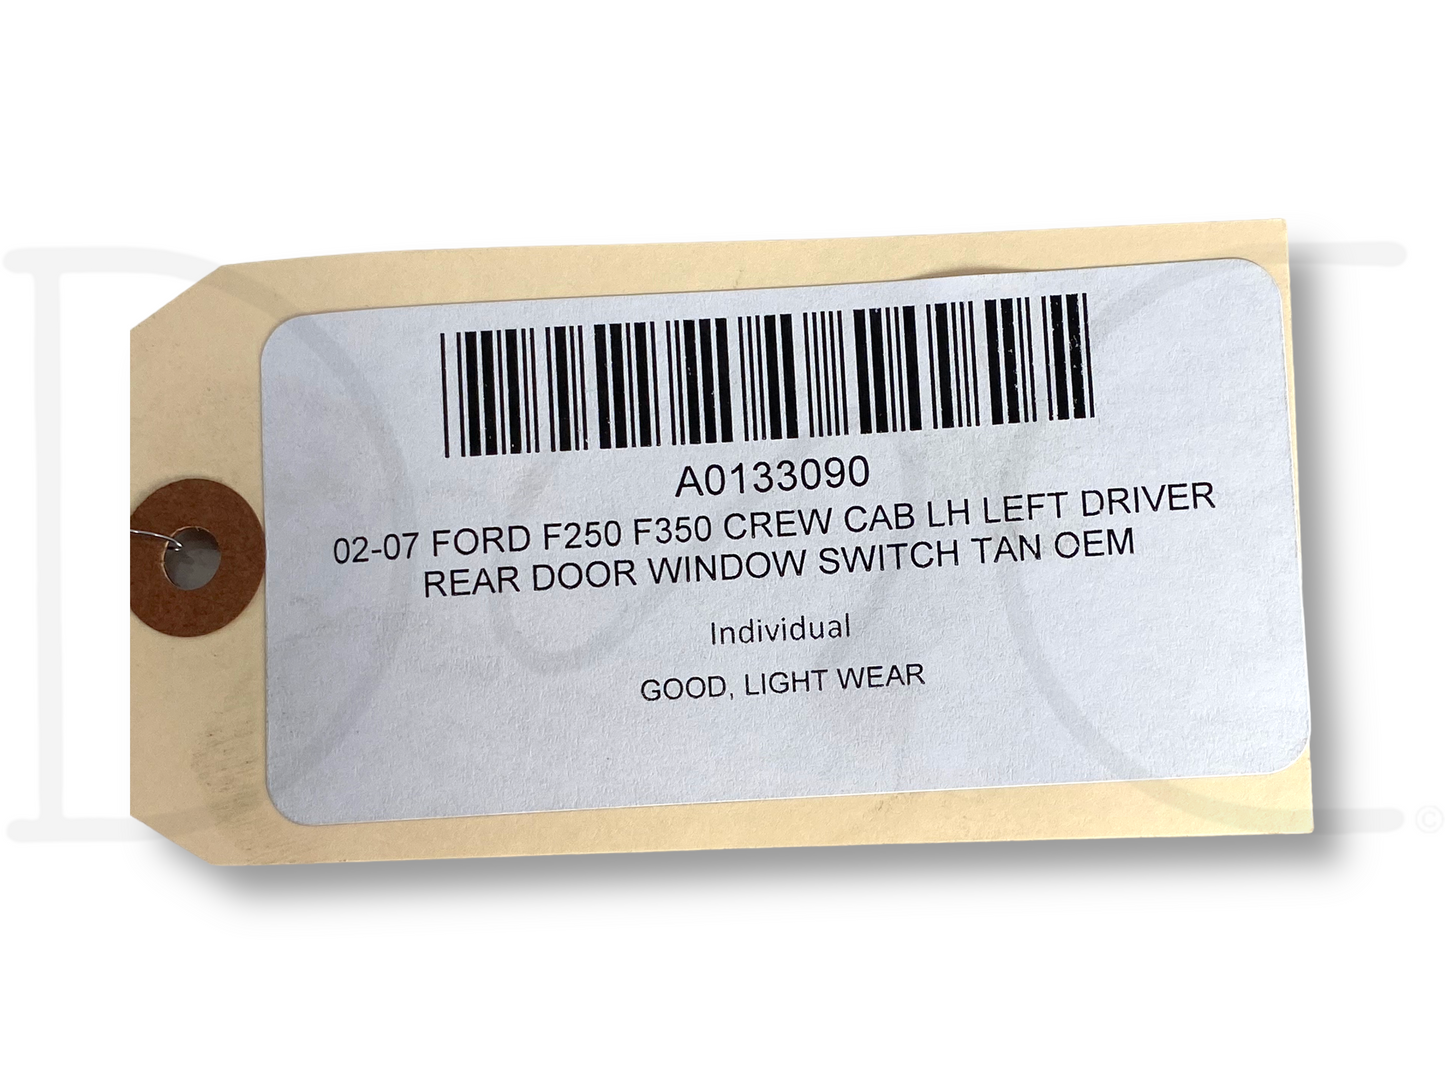 A0133090
02-07 FORD F250 F350 CREW CAB LH LEFT DRIVER
REAR DOOR WINDOW SWITCH TAN OEM
Individual
GOOD, LIGHT WEAR
©